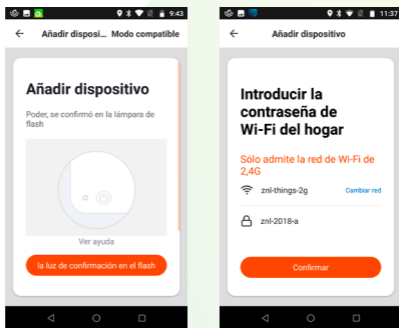 9:43
Añadir disposi... Modo compatible
Añadir dispositivo
Poder, se confirmó en la lámpara de
flash
Ver ayuda
la luz de confirmación en el flash
11:37
Añadir dispositivo
Introducir la
contraseña de
Wi-Fi del hogar
Sólo admite la red de Wi-Fi de
2,4G
znl-things-2g Cambiar red
znl-2018-a
Confirmar